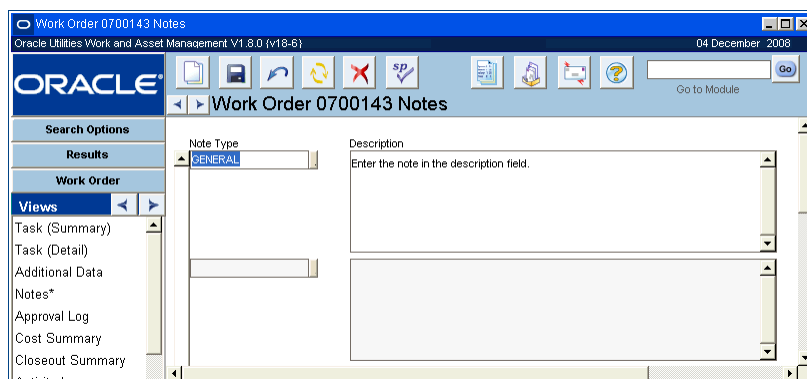 Work Order 0700143 Notes
Oracle Utilities Work and Asset Management V1.8.0 (v18-6)
04 December 2008
ORACLE
sp
Go
Go to Module
Work Order 0700143 Notes
Search Options
Results
Work Order
Views
Task (Summary)
Task (Detail)
Additional Data
Notes*
Approval Log
Cost Summary
Closeout Summary
Note Type
Description
GENERAL
Enter the note in the description field.